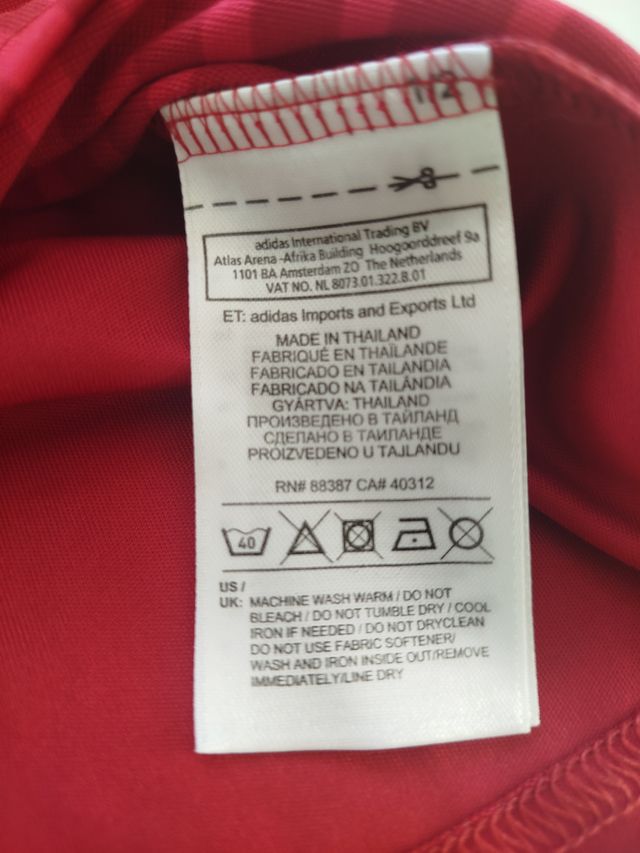 1/2
adidas International Trading BV
Atlas Arena -Afrika Building Hoogoorddreef 9a
1101 BA Amsterdam ZO The Netherlands
VAT NO. NL 8073.01.322.B.01
ET: adidas Imports and Exports Ltd
MADE IN THAILAND
FABRIQUÉ EN THAÏLANDE
FABRICADO EN TAILANDIA
FABRICADO NA TAILÂNDIA
GYÁRTVA: THAILAND
ПРОИЗВЕДЕНО В ТАЙЛАНД
СДЕЛАНО В ТАИЛАНДЕ
PROIZVEDENO U TAJLANDU
RN# 88387 CA# 40312
40
US /
UK: MACHINE WASH WARM / DO NOT
BLEACH / DO NOT TUMBLE DRY / COOL
IRON IF NEEDED / DO NOT DRYCLEAN
DO NOT USE FABRIC SOFTENER/
WASH AND IRON INSIDE OUT/REMOVE
IMMEDIATELY/LINE DRY